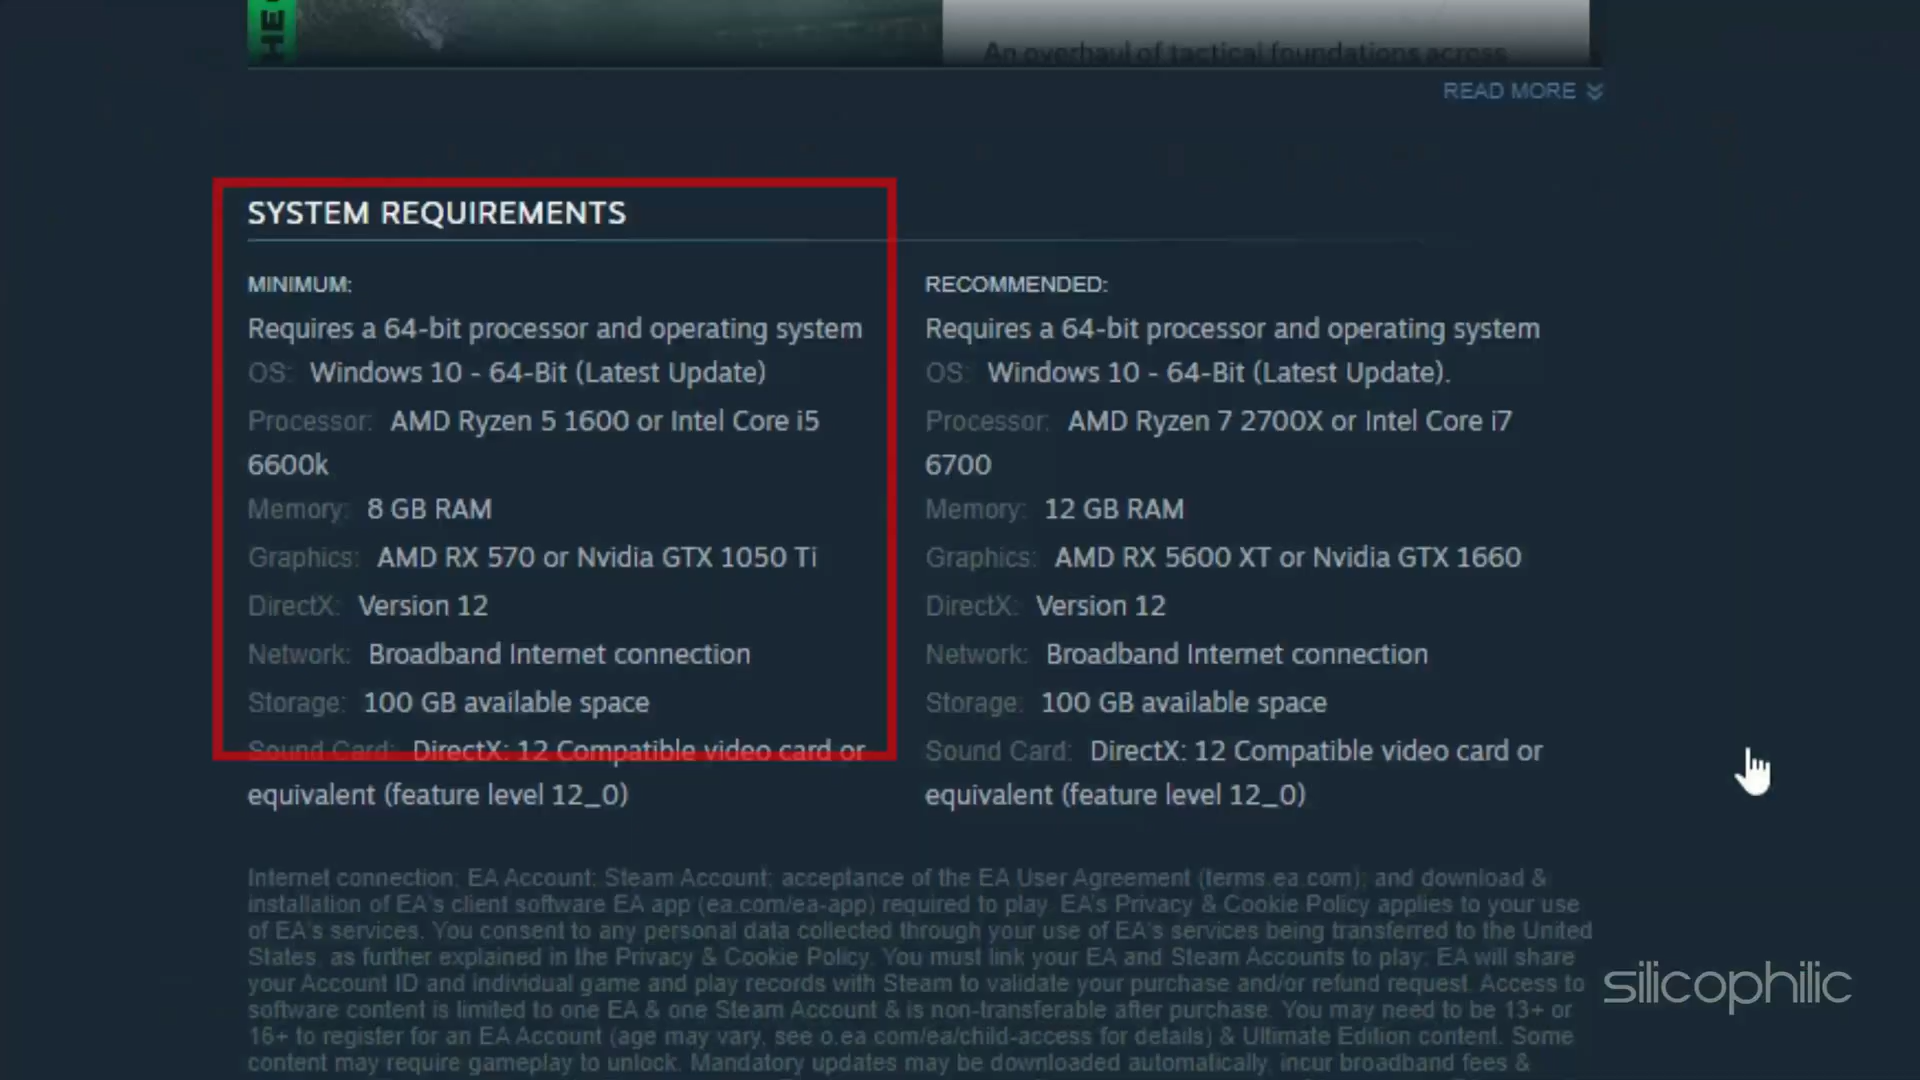 HE
An overhaul of tactical foundations across
READ MORE
SYSTEM REQUIREMENTS
MINIMUM:
Requires a 64-bit processor and operating system
OS: Windows 10 - 64-Bit (Latest Update)
Processor: AMD Ryzen 5 1600 or Intel Core i5
6600k
Memory: 8 GB RAM
Graphics: AMD RX 570 or Nvidia GTX 1050 Ti
DirectX: Version 12
Network: Broadband Internet connection
Storage: 100 GB available space
Sound Card: DirectX: 12 Compatible video card or
equivalent (feature level 12_0)
RECOMMENDED:
Requires a 64-bit processor and operating system
OS: Windows 10 - 64-Bit (Latest Update).
Processor: AMD Ryzen 7 2700X or Intel Core i7
6700
Memory: 12 GB RAM
Graphics: AMD RX 5600 XT or Nvidia GTX 1660
DirectX: Version 12
Network: Broadband Internet connection
Storage: 100 GB available space
Sound Card: DirectX: 12 Compatible video card or
equivalent (feature level 12_0)
Internet connection; EA Account; Steam Account; acceptance of the EA User Agreement (terms.ea.com); and download &
installation of EA's client software EA app (ea.com/ea-app) required to play. EA's Privacy & Cookie Policy applies to your use
of EA's services. You consent to any personal data collected through your use of EA's services being transferred to the United
States, as further explained in the Privacy & Cookie Policy. You must link your EA and Steam Accounts to play; EA will share
your Account ID and individual game and play records with Steam to validate your purchase and/or refund request. Access to
software content is limited to one EA & one Steam Account & is non-transferable after purchase. You may need to be 13+ or
16+ to register for an EA Account (age may vary, see o.ea.com/ea/child-access for details) & Ultimate Edition content. Some
content may require gameplay to unlock. Mandatory updates may be downloaded automatically, incur broadband fees &
silicophilic